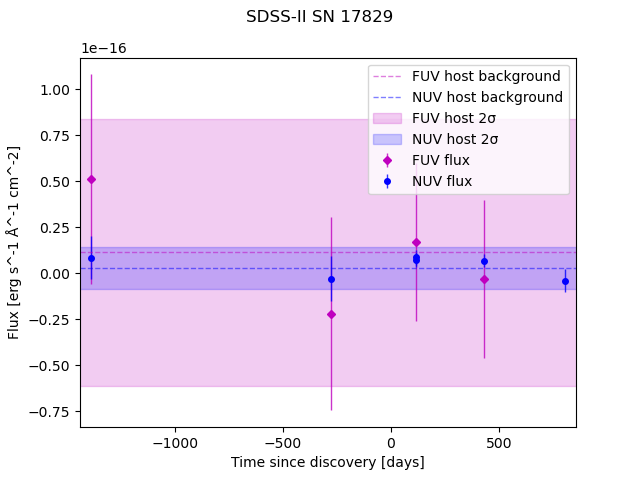 SDSS-II SN 17829
1e−16
FUV host background
NUV host background
FUV host 2σ
NUV host 2σ
FUV flux
NUV flux
1.00
0.75
0.50
0.25
0.00
−0.25
−0.50
−0.75
Flux [erg s^-1 Å^-1 cm^-2]
−1000
−500
0
500
Time since discovery [days]